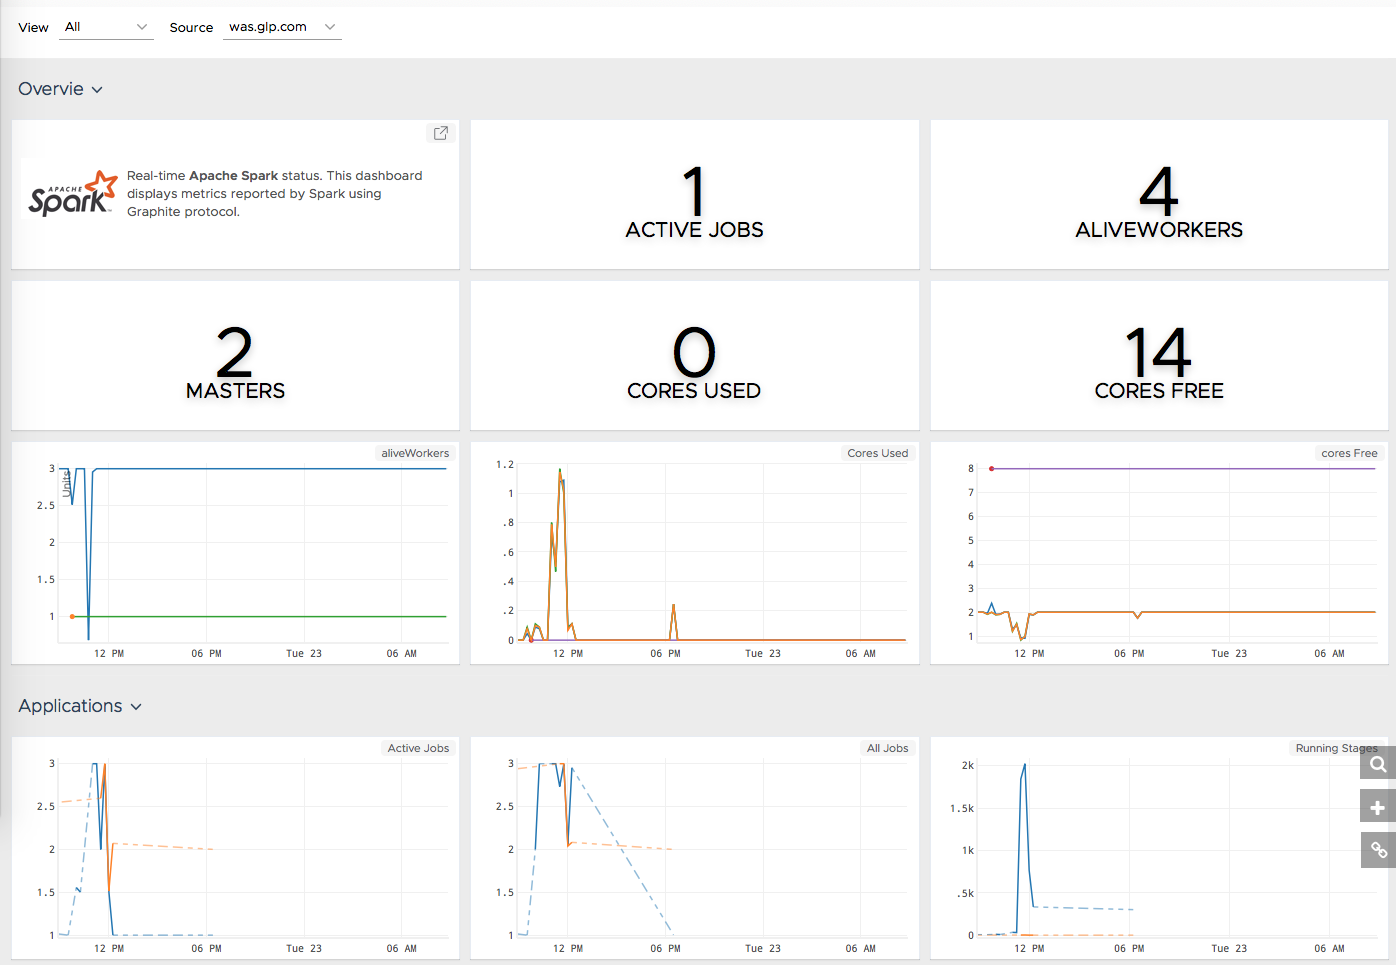 View All Source was.glp.com
Overvie
APACHE
Spark™
Real-time Apache Spark status. This dashboard
displays metrics reported by Spark using
Graphite protocol.
1
ACTIVE JOBS
4
ALIVEWORKERS
2
MASTERS
0
CORES USED
14
CORES FREE
aliveWorkers
Units
3
2.5
2
1.5
1
12 PM 06 PM Tue 23 06 AM
Cores Used
1.2
1
.8
.6
.4
.2
0
12 PM 06 PM Tue 23 06 AM
cores Free
8
7
6
5
4
3
2
1
12 PM 06 PM Tue 23 06 AM
Applications
Active Jobs
3
2.5
2
1.5
1
12 PM 06 PM Tue 23 06 AM
All Jobs
3
2.5
2
1.5
1
12 PM 06 PM Tue 23 06 AM
Running Stages
2k
1.5k
1k
.5k
0
12 PM 06 PM Tue 23 06 AM